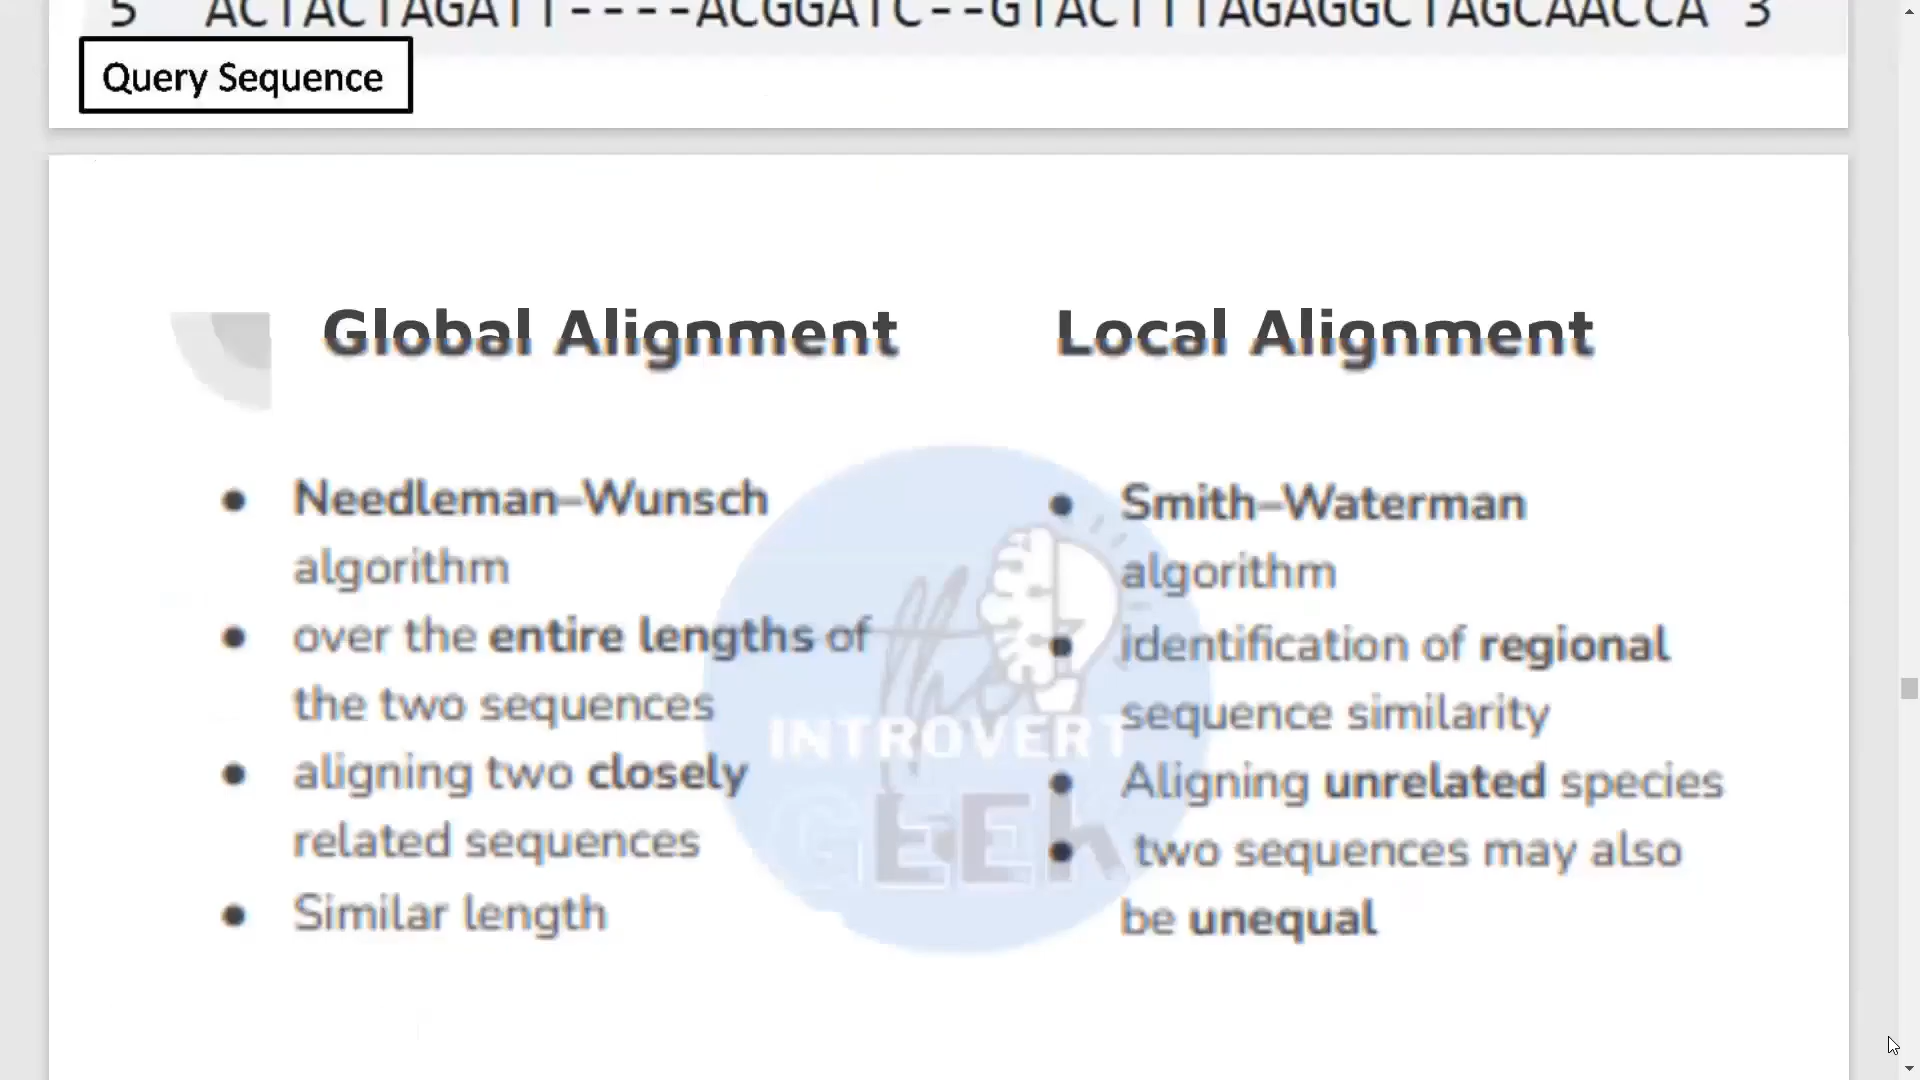 5 ACTACTAGATT----ACGGATC--GTACTTTAGAGGCTAGCAACCA 3
Query Sequence
Global Alignment
● Needleman–Wunsch
algorithm
● over the entire lengths of
the two sequences
● aligning two closely
related sequences
● Similar length
Local Alignment
● Smith–Waterman
algorithm
● identification of regional
sequence similarity
● Aligning unrelated species
● two sequences may also
be unequal
the
INTROVERT
GEEK